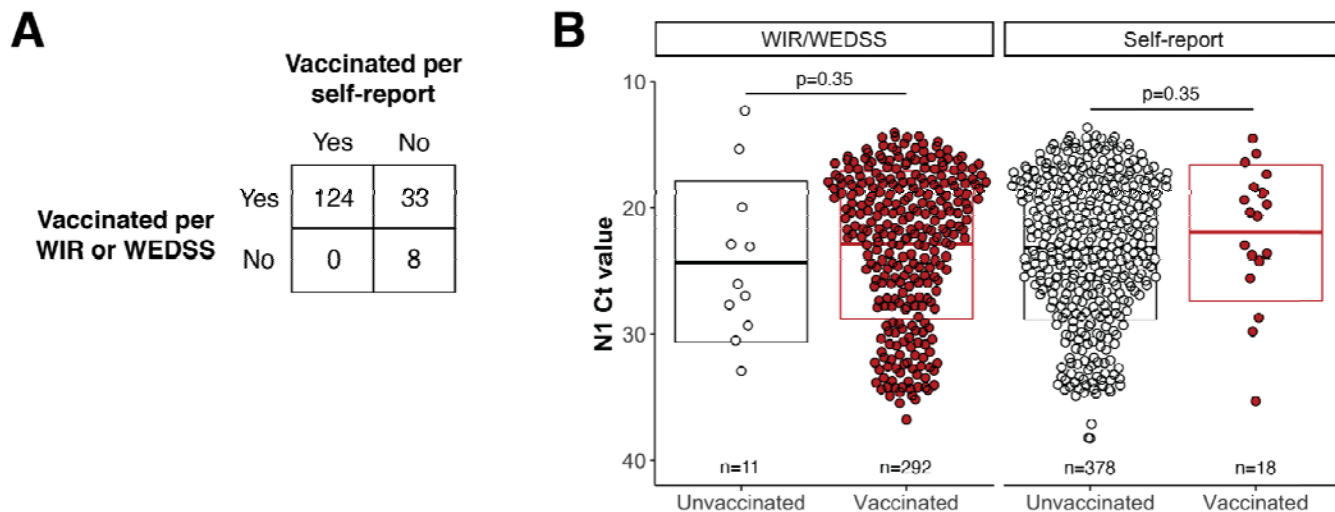 A
Vaccinated per
self-report
Yes No
Vaccinated per
WIR or WEDSS
Yes 124 33
No 0 8
B
WIR/WEDSS Self-report
p=0.35 p=0.35
N1 Ct value
10
20
30
40
n=11 n=292 n=378 n=18
Unvaccinated Vaccinated Unvaccinated Vaccinated